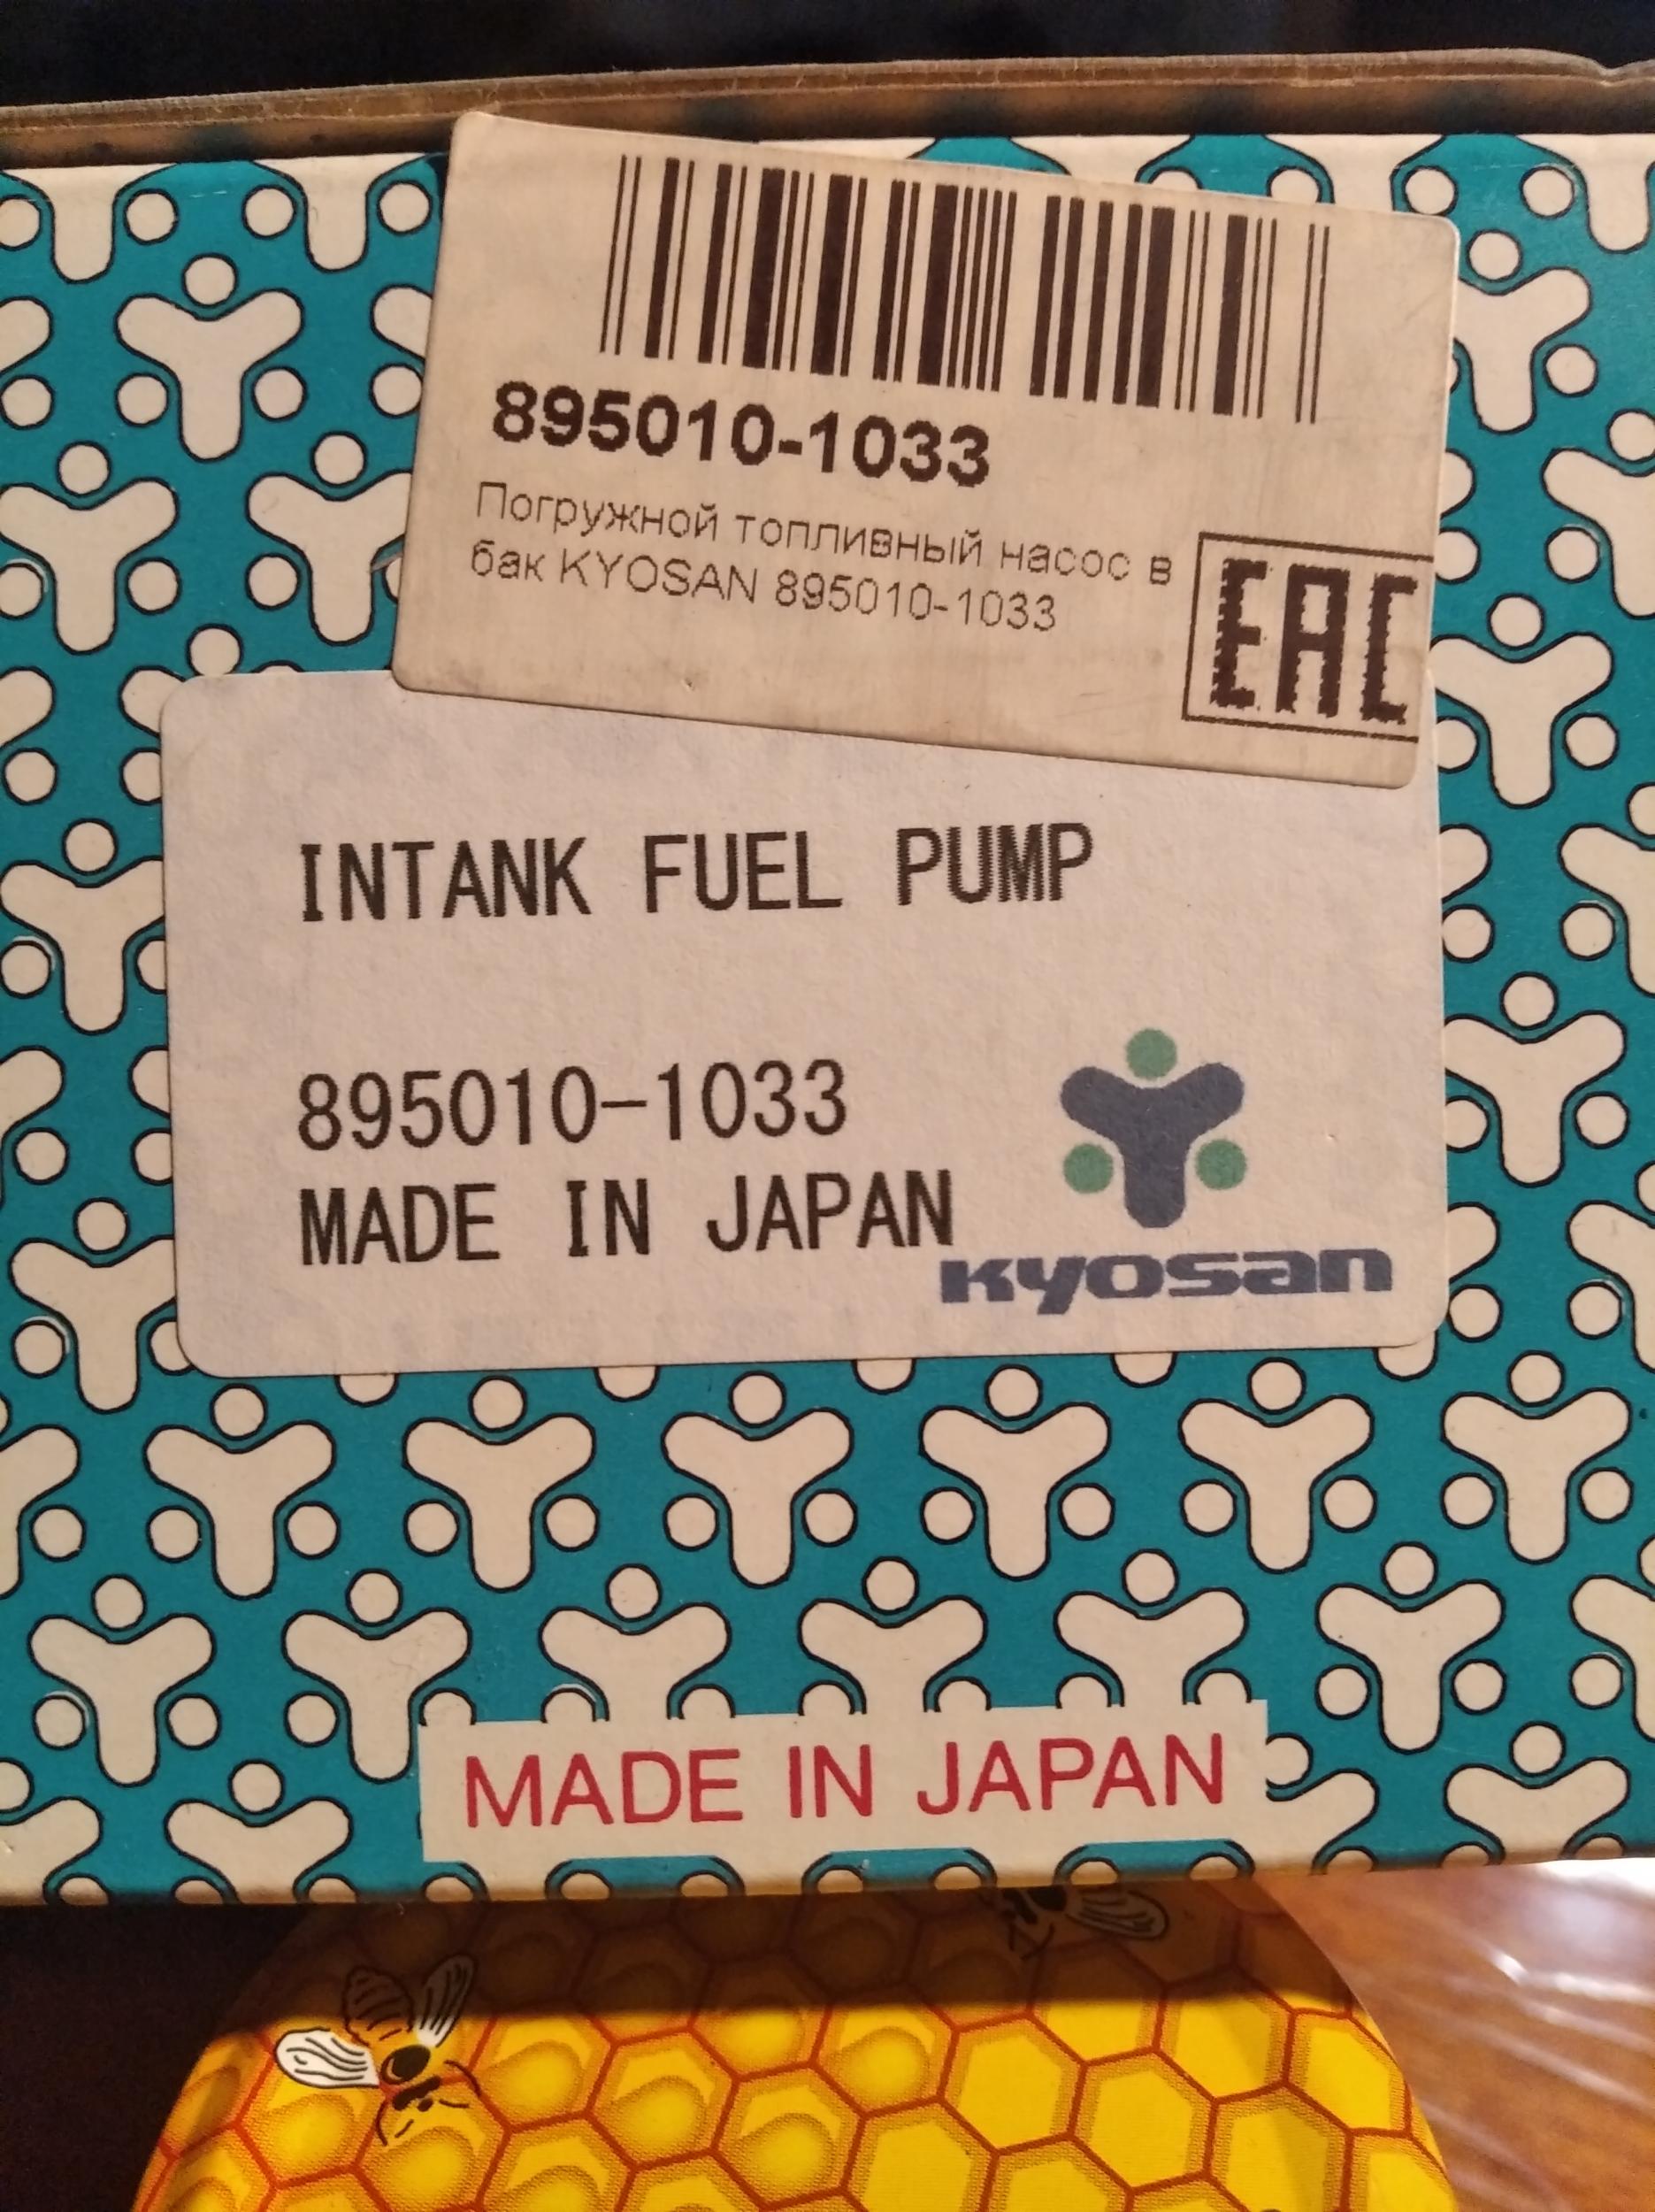 895010-1033
Погружной топливный насос в
бак KYOSAN 895010-1033
EAC
INTANK FUEL PUMP
895010-1033
MADE IN JAPAN
kyosan
MADE IN JAPAN